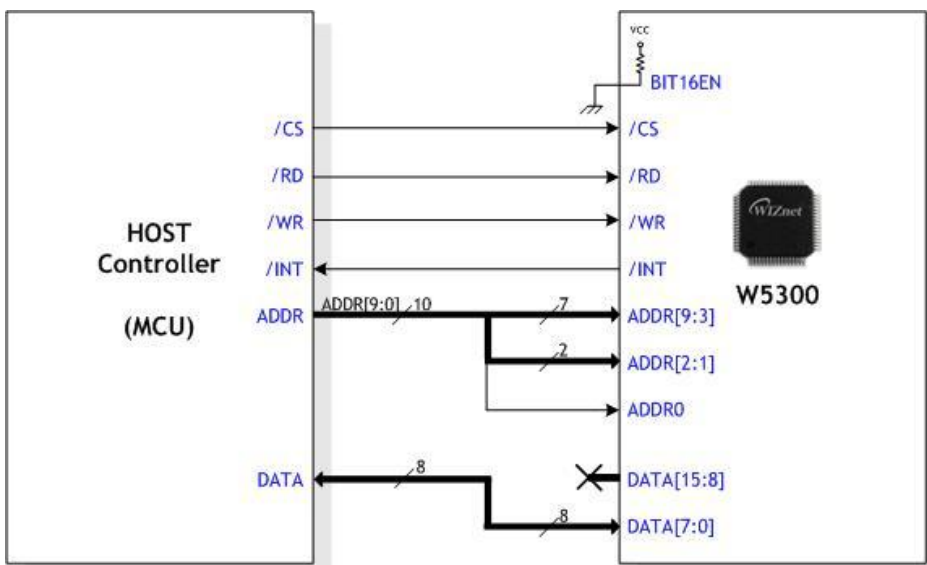 VCC
BIT16EN
/CS
/CS
/RD
/RD
/WR
/WR
WIZnet
HOST
Controller
(MCU)
/INT
/INT
W5300
ADDR
ADDR[9:0]
10
7
ADDR[9:3]
2
ADDR[2:1]
ADDR0
DATA
8
DATA[15:8]
8
DATA[7:0]